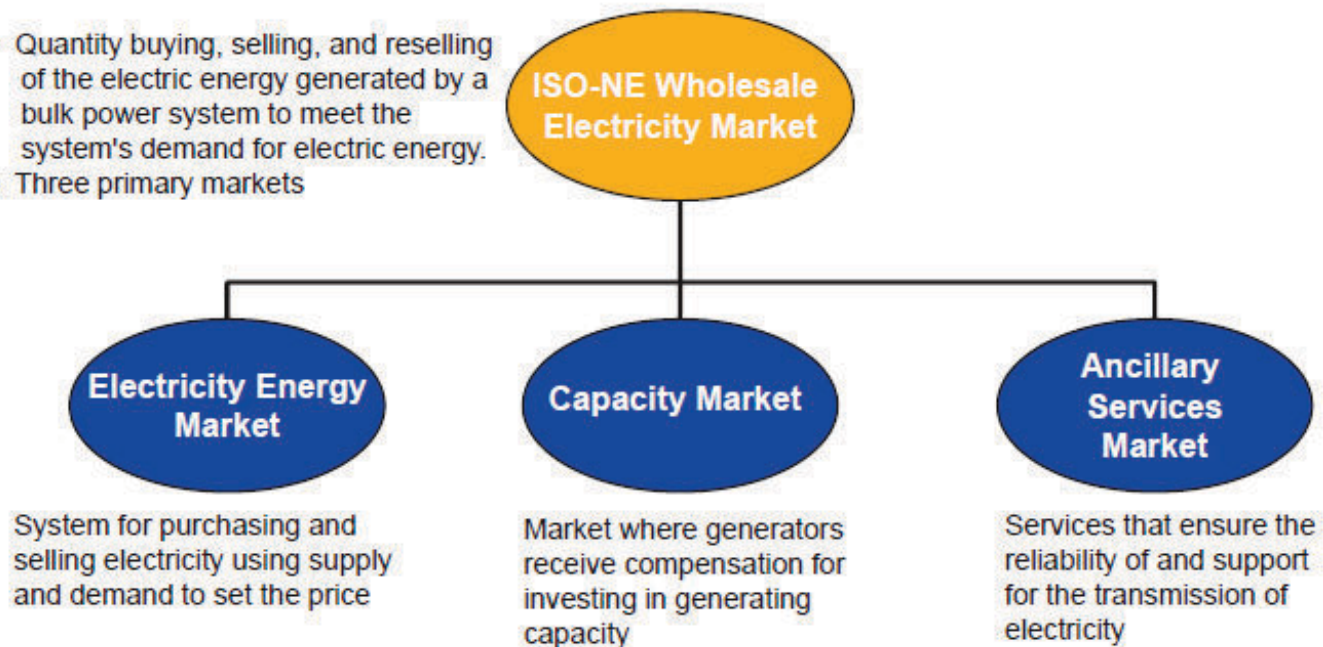 Quantity buying, selling, and reselling
of the electric energy generated by a
bulk power system to meet the
system's demand for electric energy.
Three primary markets
ISO-NE Wholesale
Electricity Market
Electricity Energy
Market
System for purchasing and
selling electricity using supply
and demand to set the price
Capacity Market
Market where generators
receive compensation for
investing in generating
capacity
Ancillary
Services
Market
Services that ensure the
reliability of and support
for the transmission of
electricity